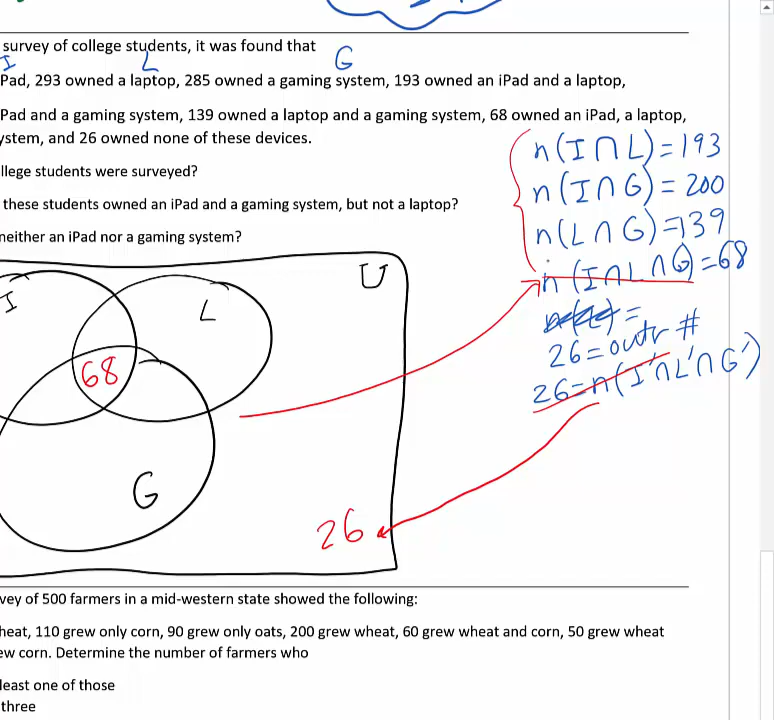 survey of college students, it was found that
I L G
Pad, 293 owned a laptop, 285 owned a gaming system, 193 owned an iPad and a laptop,
Pad and a gaming system, 139 owned a laptop and a gaming system, 68 owned an iPad, a laptop,
ystem, and 26 owned none of these devices.
llege students were surveyed?
these students owned an iPad and a gaming system, but not a laptop?
neither an iPad nor a gaming system?
n(I∩L)=193
n(I∩G)=200
n(L∩G)=139
n(I∩L∩G)=68
=
26=outr #
26=n(I'∩L'∩G')
U
I
L
68
G
26
vey of 500 farmers in a mid-western state showed the following:
heat, 110 grew only corn, 90 grew only oats, 200 grew wheat, 60 grew wheat and corn, 50 grew wheat
ew corn. Determine the number of farmers who
least one of those
three